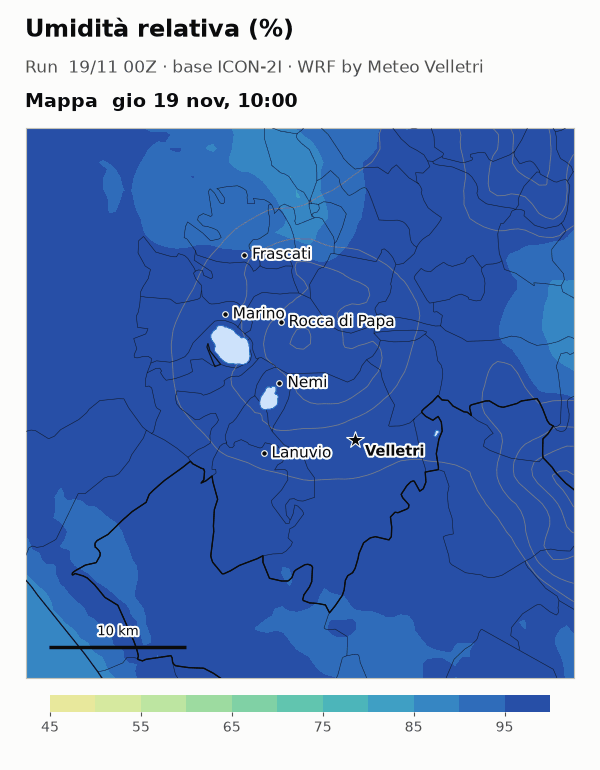 Umidità relativa (%)
Run 19/11 00Z · base ICON-2I · WRF by Meteo Velletri
Mappa gio 19 nov, 10:00
Frascati
Marino
Rocca di Papa
Nemi
Velletri
Lanuvio
10 km
45 55 65 75 85 95